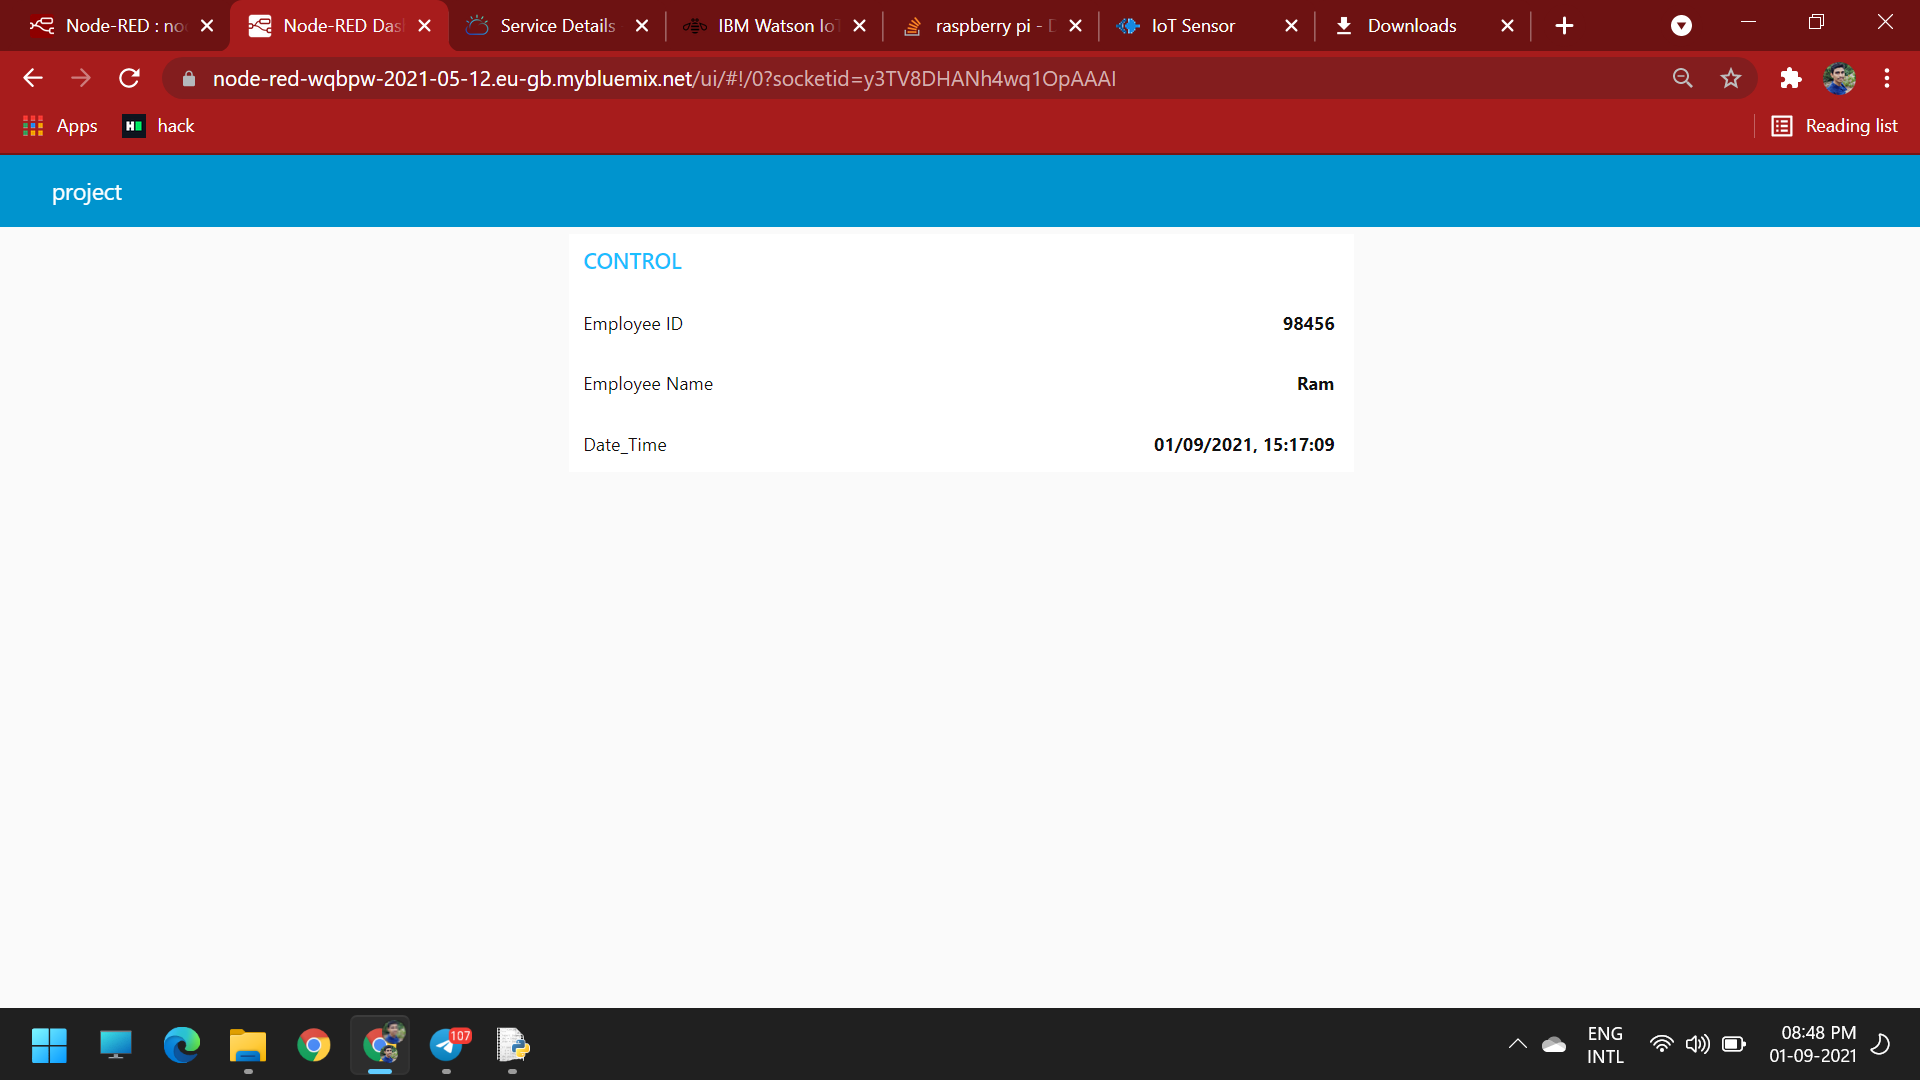 Node-RED : no
Node-RED Das
Service Details
IBM Watson Io
raspberry pi -
IoT Sensor
Downloads
node-red-wqbpw-2021-05-12.eu-gb.mybluemix.net/ui/#!/0?socketid=y3TV8DHANh4wq1OpAAAI
Apps
hack
Reading list
project
CONTROL
Employee ID 98456
Employee Name Ram
Date_Time 01/09/2021, 15:17:09
107
ENG
INTL
08:48 PM
01-09-2021